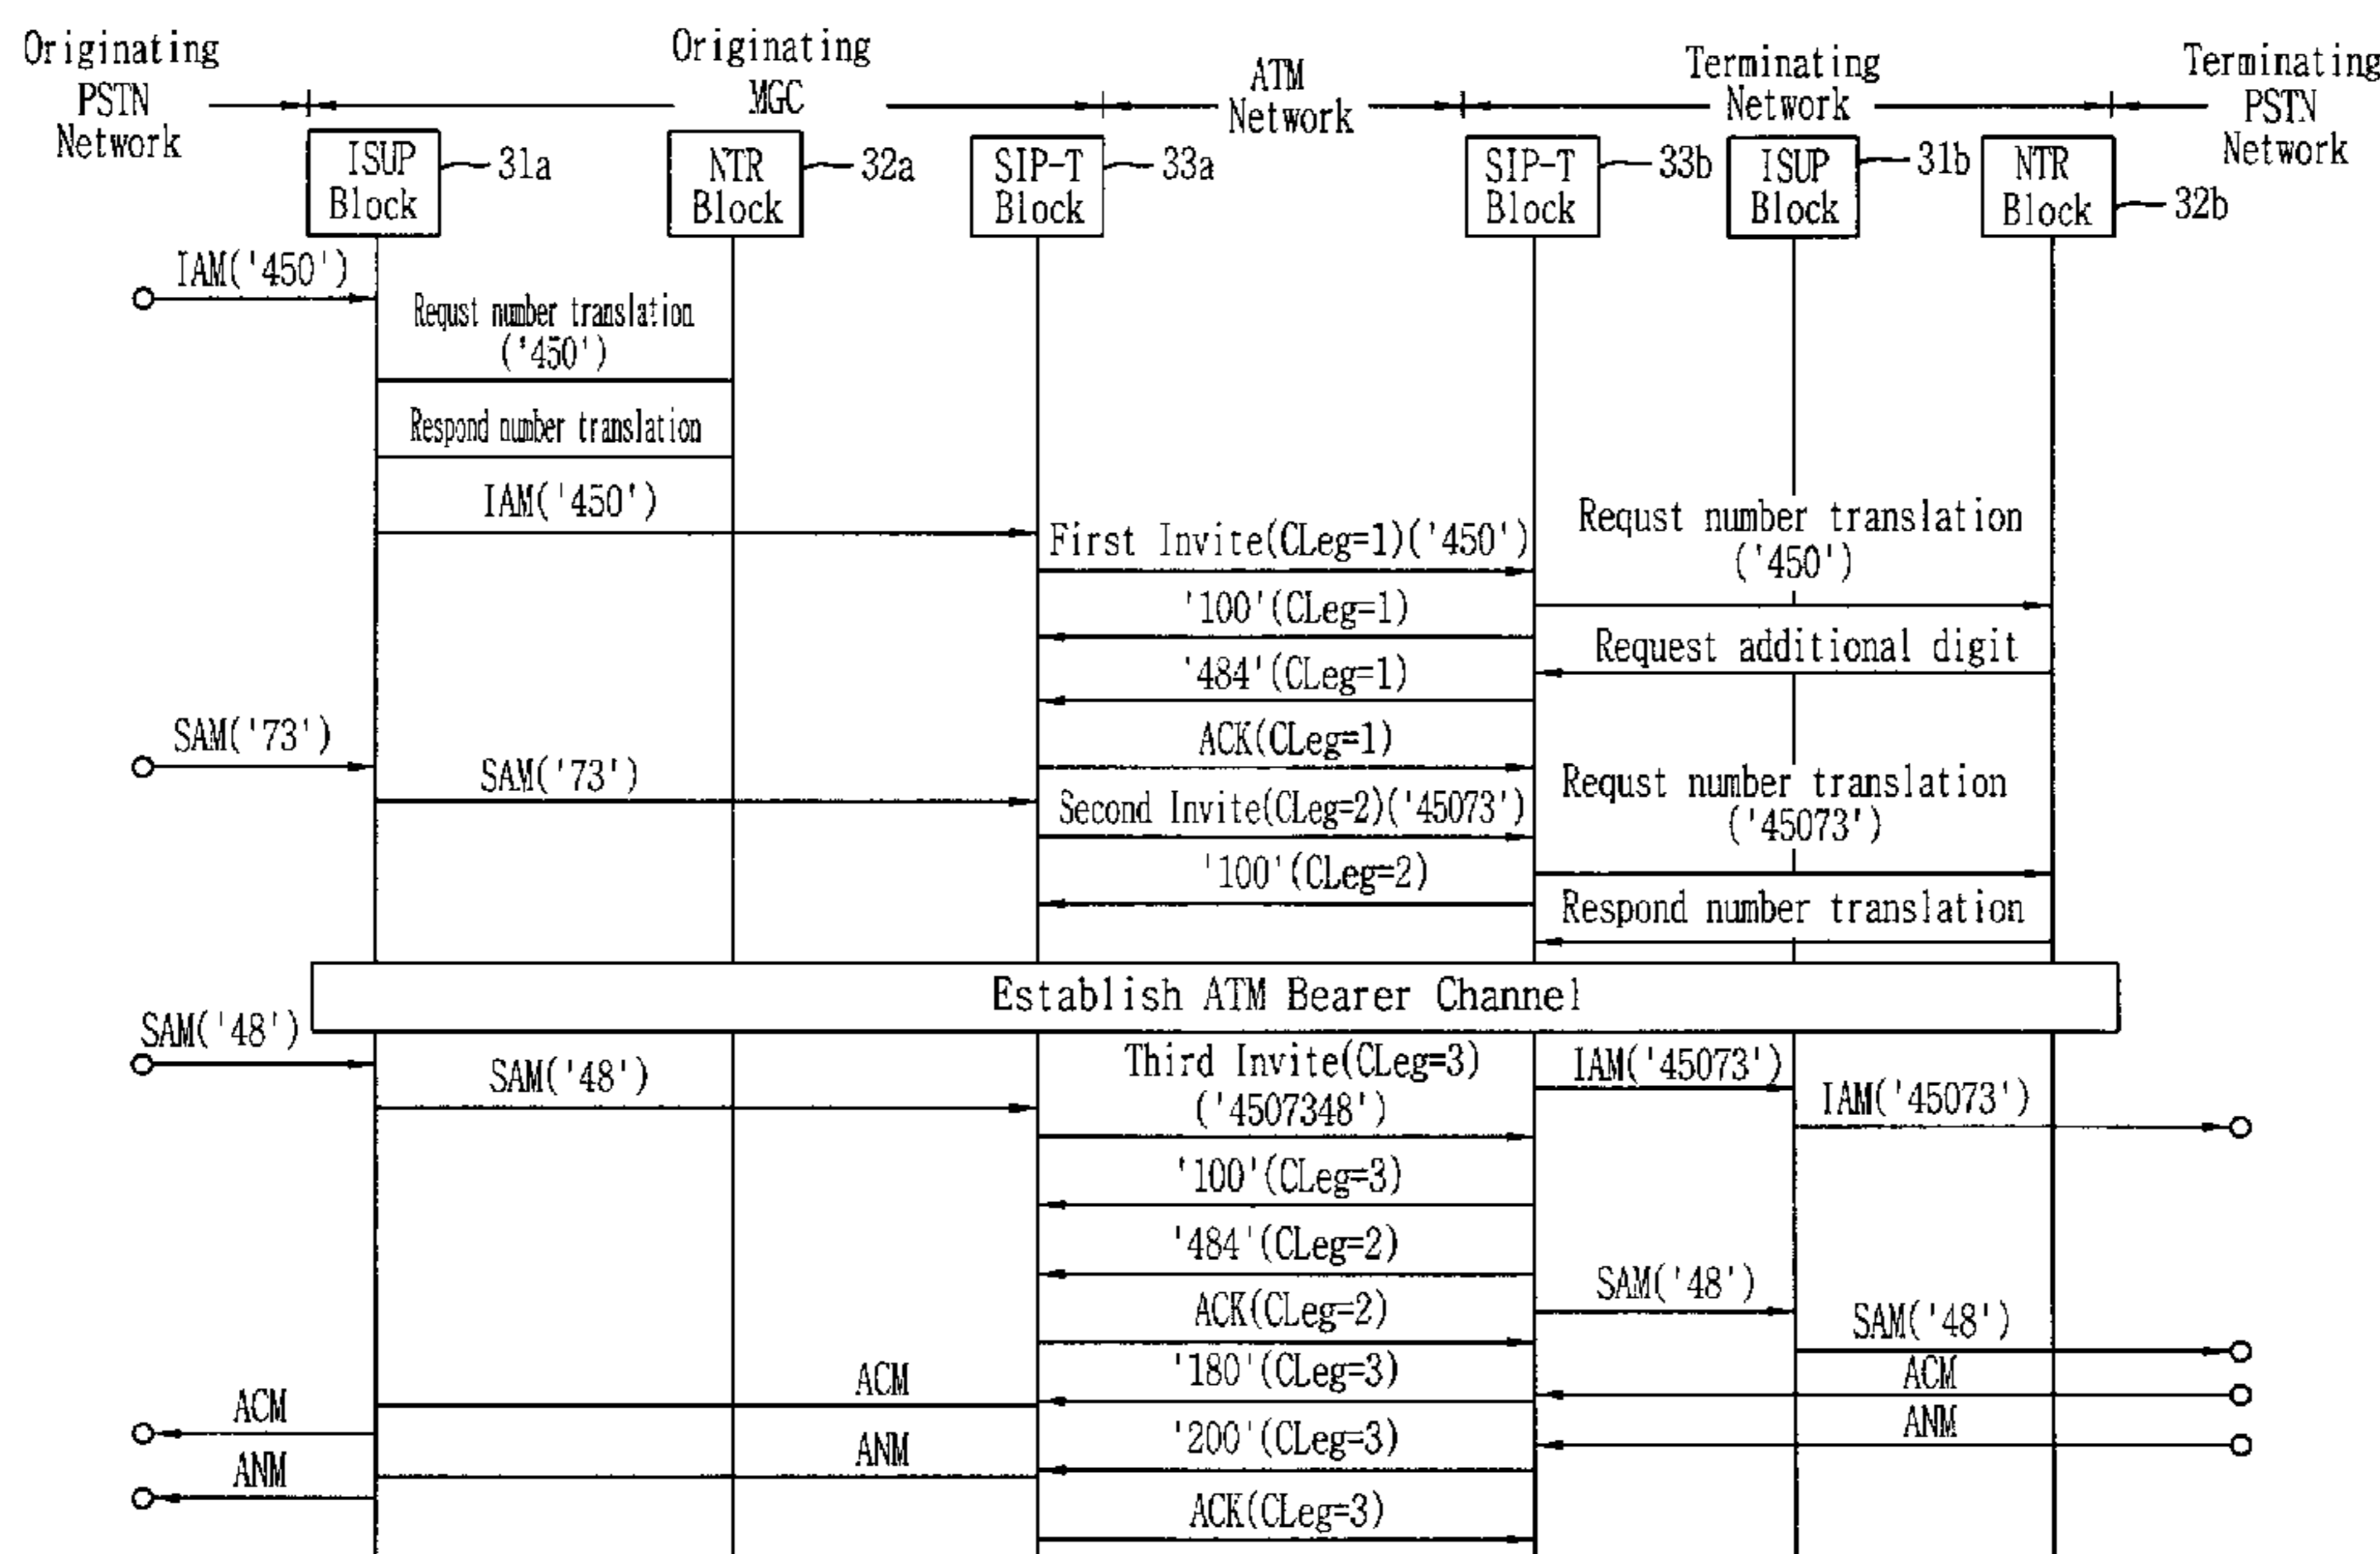 Originating
PSTN
Network
Originating
MGC
ATM
Network
Terminating
Network
Terminating
PSTN
Network
ISUP
Block
31a
NTR
Block
32a
SIP-T
Block
33a
SIP-T
Block
33b
ISUP
Block
31b
NTR
Block
32b
IAM('450')
Requst number translation
('450')
Respond number translation
IAM('450')
First Invite(CLeg=1)('450')
Requst number translation
('450')
'100'(CLeg=1)
Request additional digit
'484'(CLeg=1)
SAM('73')
ACK(CLeg=1)
SAM('73')
Requst number translation
('45073')
Second Invite(CLeg=2)('45073')
'100'(CLeg=2)
Respond number translation
Establish ATM Bearer Channel
SAM('48')
SAM('48')
Third Invite(CLeg=3)
('4507348')
IAM('45073')
IAM('45073')
'100'(CLeg=3)
'484'(CLeg=2)
SAM('48')
ACK(CLeg=2)
SAM('48')
'180'(CLeg=3)
ACM
ACM
ACM
'200'(CLeg=3)
ANM
ANM
ANM
ACK(CLeg=3)